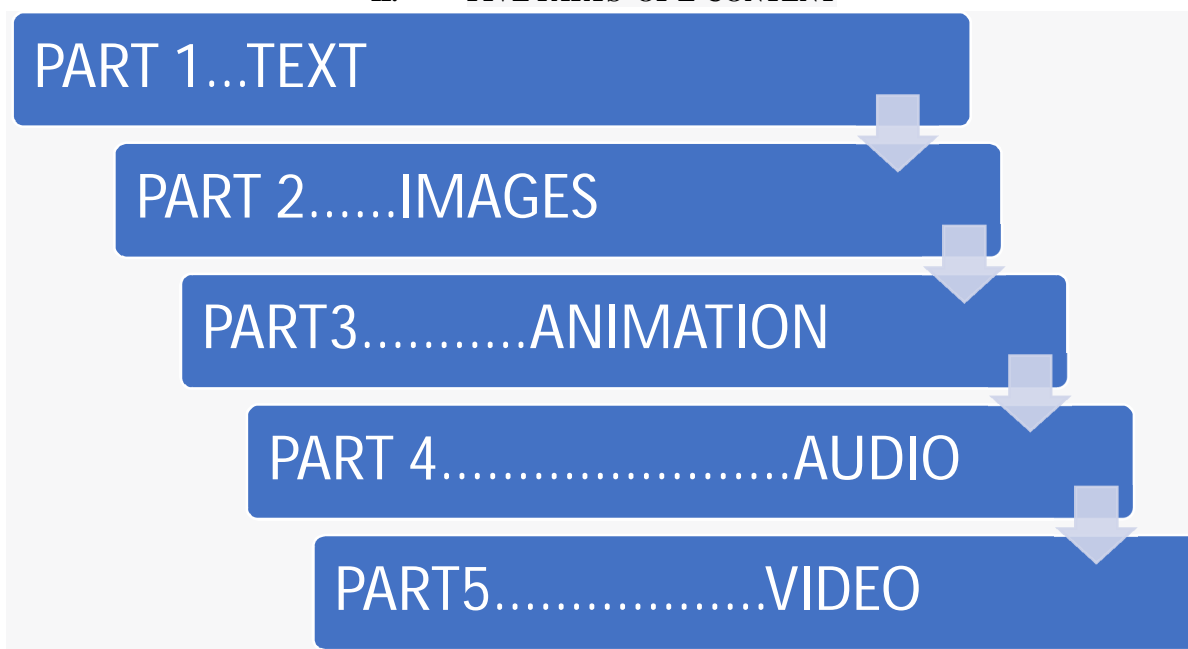 PART 1...TEXT
PART 2......IMAGES
PART3...........ANIMATION
PART 4.......................AUDIO
PART5..................VIDEO